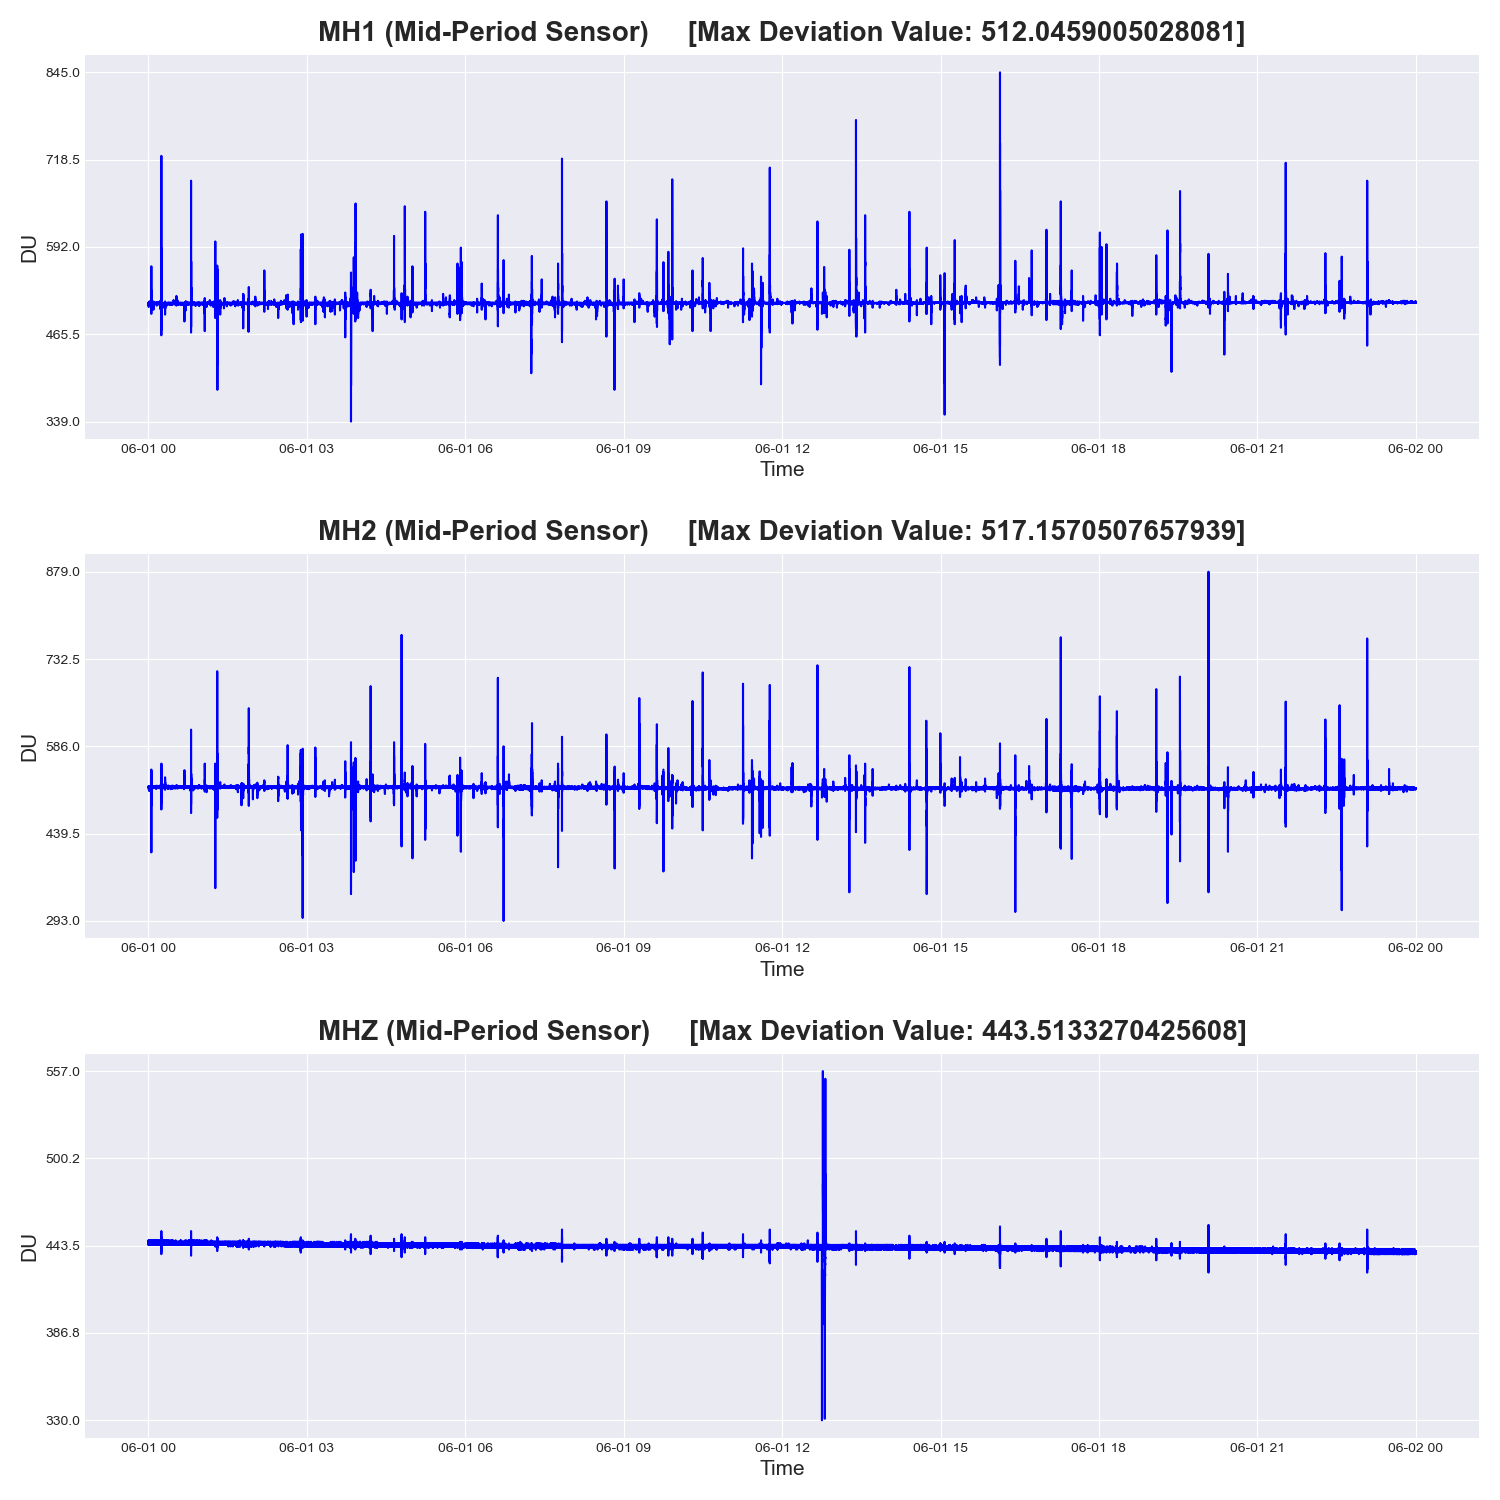 MH1 (Mid-Period Sensor) [Max Deviation Value: 512.0459005028081]
845.0
718.5
592.0
465.5
339.0
DU
06-01 00 06-01 03 06-01 06 06-01 09 06-01 12 06-01 15 06-01 18 06-01 21 06-02 00
Time
MH2 (Mid-Period Sensor) [Max Deviation Value: 517.1570507657939]
879.0
732.5
586.0
439.5
293.0
DU
06-01 00 06-01 03 06-01 06 06-01 09 06-01 12 06-01 15 06-01 18 06-01 21 06-02 00
Time
MHZ (Mid-Period Sensor) [Max Deviation Value: 443.5133270425608]
557.0
500.2
443.5
386.8
330.0
DU
06-01 00 06-01 03 06-01 06 06-01 09 06-01 12 06-01 15 06-01 18 06-01 21 06-02 00
Time